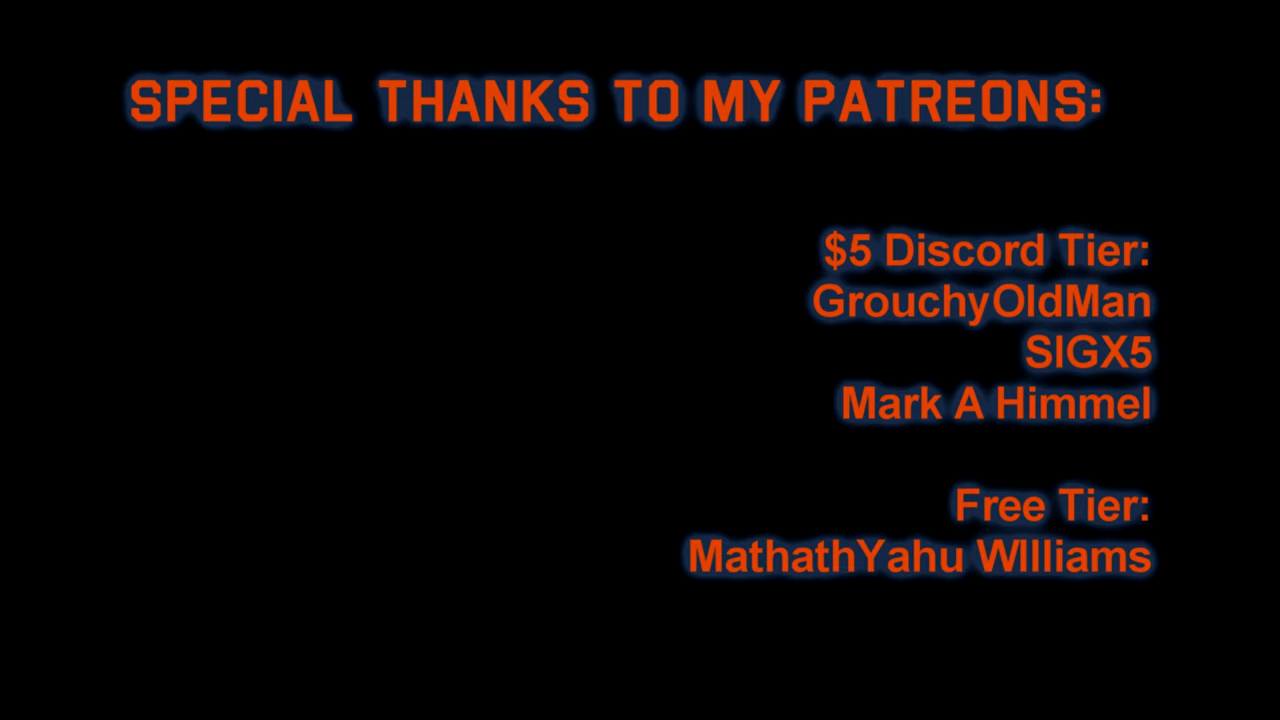 SPECIAL THANKS TO MY PATREONS:
$5 Discord Tier:
GrouchyOldMan
SIGX5
Mark A Himmel
Free Tier:
MathathYahu WIlliams